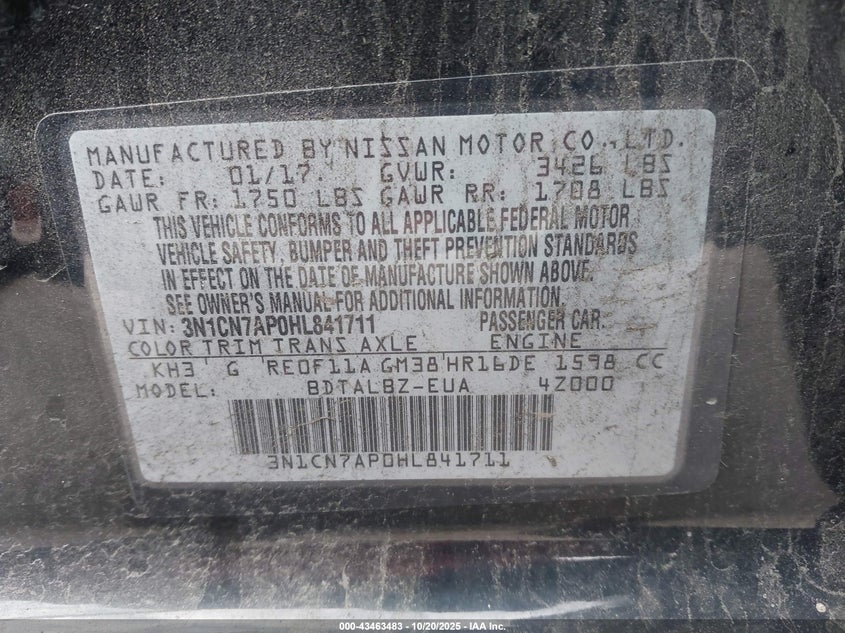 MANUFACTURED BY NISSAN MOTOR CO., LTD.
DATE: 01/17 GVWR: 3426 LBS
GAWR FR: 1750 LBS GAWR RR: 1708 LBS
THIS VEHICLE CONFORMS TO ALL APPLICABLE FEDERAL MOTOR
VEHICLE SAFETY, BUMPER AND THEFT PREVENTION STANDARDS
IN EFFECT ON THE DATE OF MANUFACTURE SHOWN ABOVE.
SEE OWNER'S MANUAL FOR ADDITIONAL INFORMATION.
VIN: 3N1CN7AP0HL841711 PASSENGER CAR
COLOR TRIM TRANS AXLE ENGINE
KH3 G RE0F11A GM38 HR16DE 1598 CC
MODEL: BDTALBZ-EUA 4Z000
3N1CN7AP0HL841711
000-43463483 - 10/20/2025 - IAA Inc.